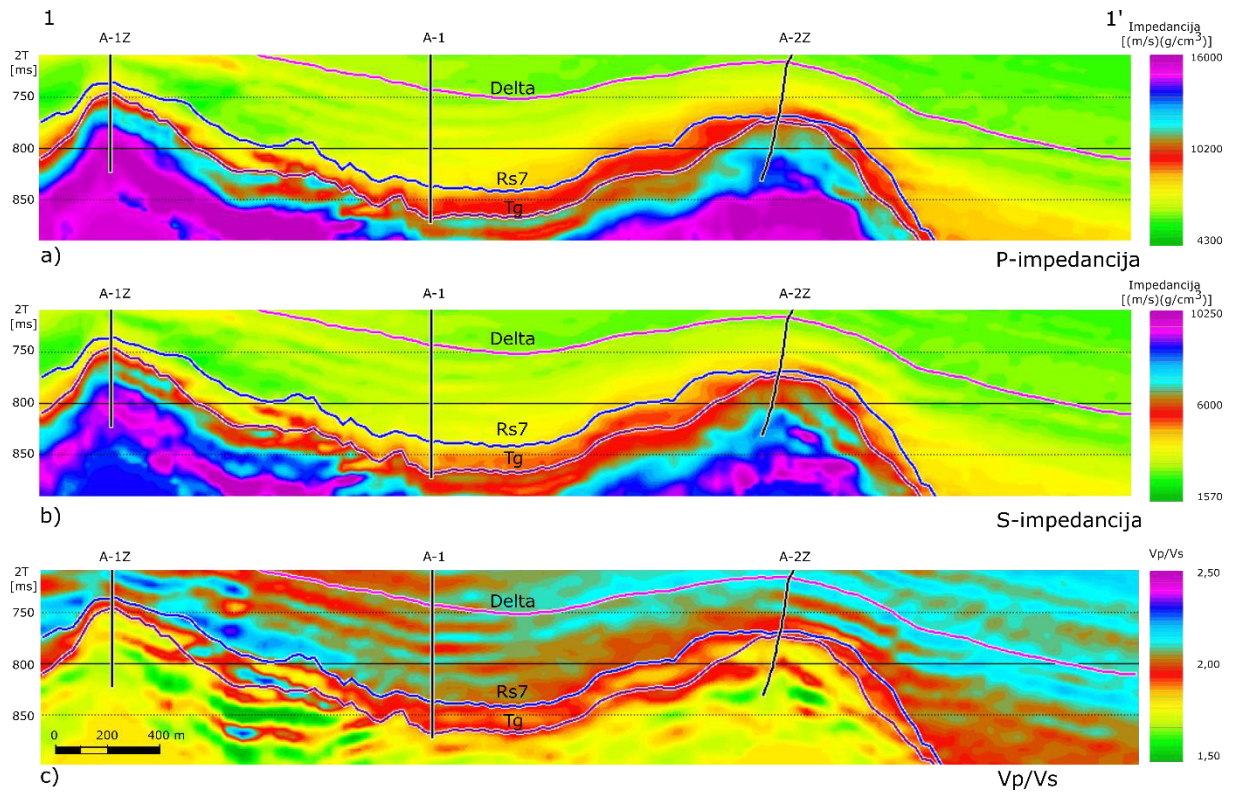 1
1'
A-1Z
A-1
A-2Z
Impedancija
[(m/s)(g/cm³)]
2T
[ms]
750
800
850
Delta
Rs7
Tg
16000
10200
4300
a)
P-impedancija
A-1Z
A-1
A-2Z
Impedancija
[(m/s)(g/cm³)]
2T
[ms]
750
800
850
Delta
Rs7
Tg
10250
6000
1570
b)
S-impedancija
A-1Z
A-1
A-2Z
Vp/Vs
2T
[ms]
750
800
850
Delta
Rs7
Tg
2,50
2,00
1,50
0 200 400 m
c)
Vp/Vs